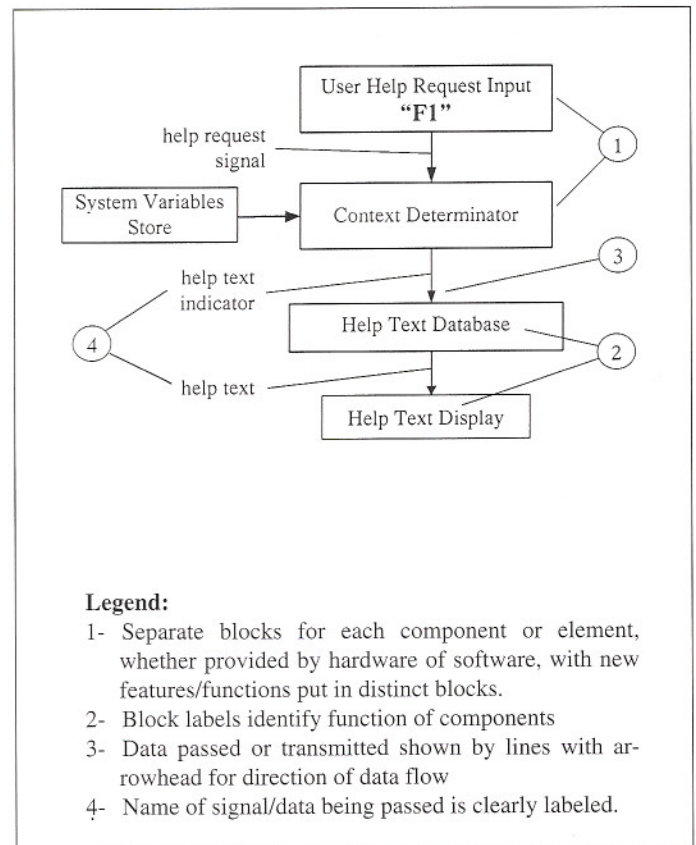 User Help Request Input
“F1”
help request
signal
1
System Variables
Store
Context Determinator
3
help text
indicator
Help Text Database
4
2
help text
Help Text Display
Legend:
1- Separate blocks for each component or element,
whether provided by hardware of software, with new
features/functions put in distinct blocks.
2- Block labels identify function of components
3- Data passed or transmitted shown by lines with ar-
rowhead for direction of data flow
4- Name of signal/data being passed is clearly labeled.